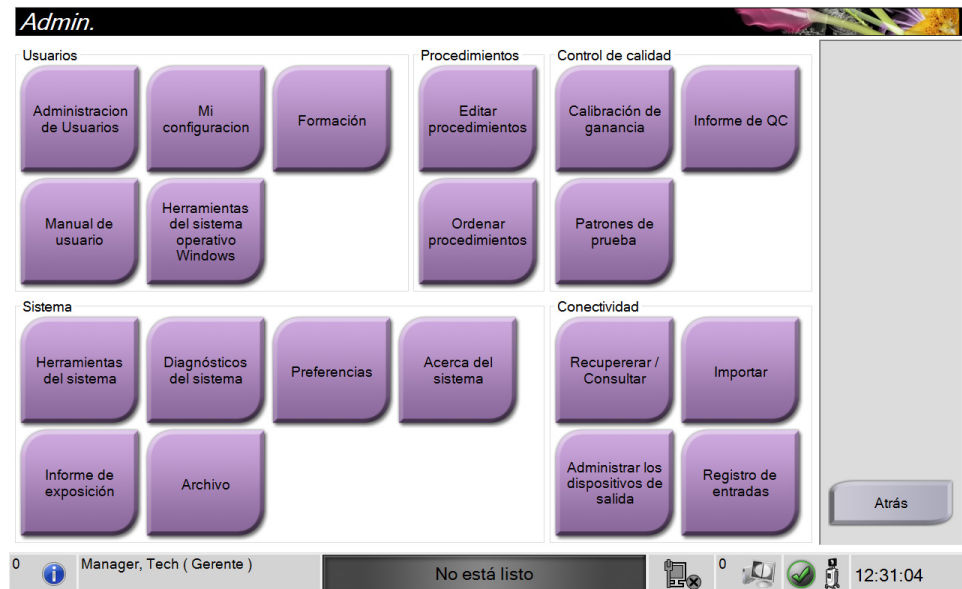 Admin.
Usuarios
Administracion
de Usuarios
Mi
configuracion
Formación
Manual de
usuario
Herramientas
del sistema
operativo
Windows
Procedimientos
Editar
procedimientos
Ordenar
procedimientos
Control de calidad
Calibración de
ganancia
Informe de QC
Patrones de
prueba
Sistema
Herramientas
del sistema
Diagnósticos
del sistema
Preferencias
Acerca del
sistema
Informe de
exposición
Archivo
Conectividad
Recupererar /
Consultar
Importar
Administrar los
dispositivos de
salida
Registro de
entradas
Atrás
0
Manager, Tech ( Gerente )
No está listo
0
12:31:04